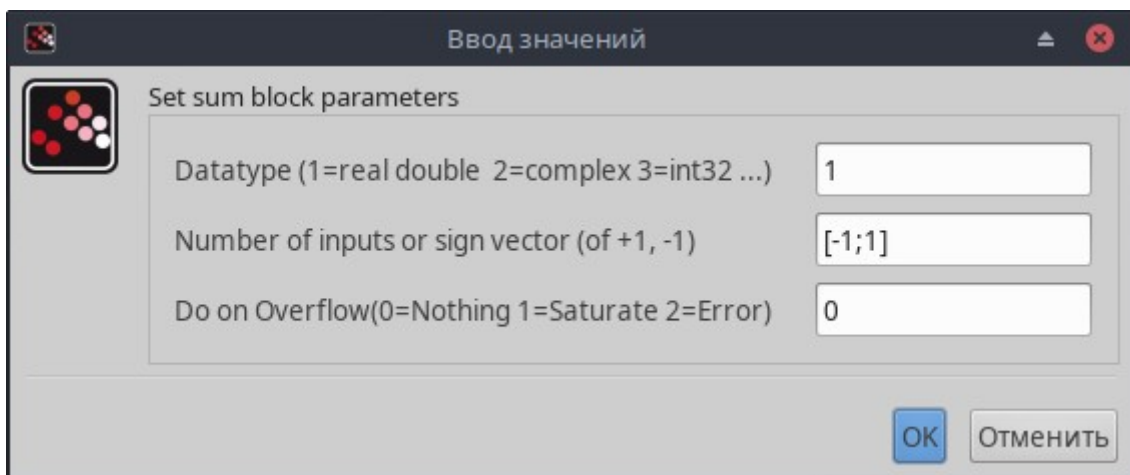 Ввод значений
Set sum block parameters
Datatype (1=real double  2=complex 3=int32 ...) 1
Number of inputs or sign vector (of +1, -1) [-1;1]
Do on Overflow(0=Nothing 1=Saturate 2=Error) 0
OK Отменить